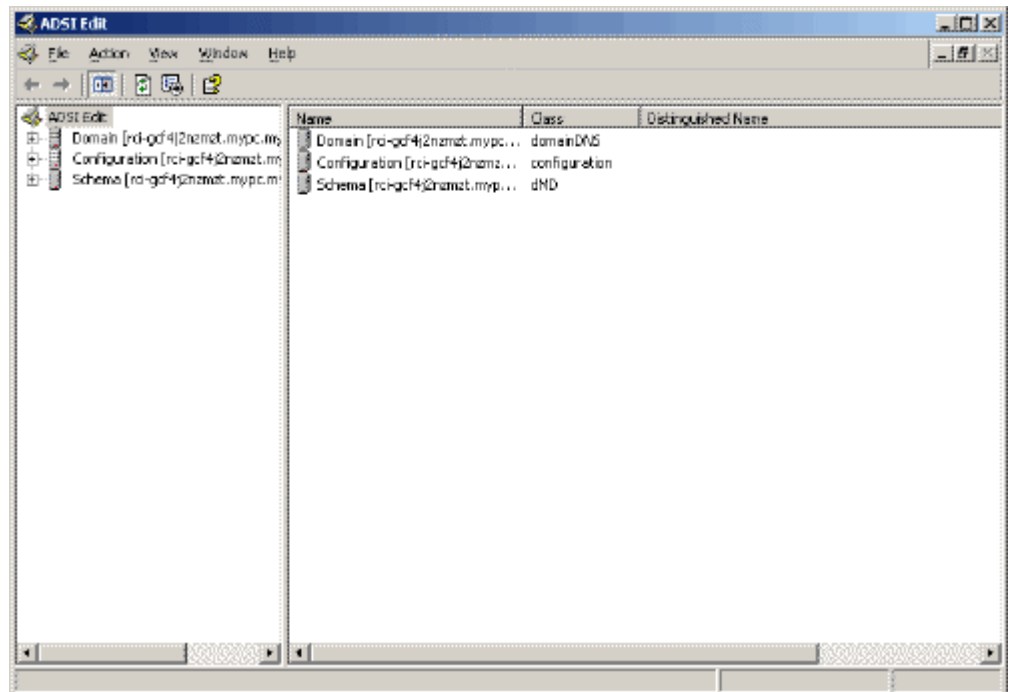 ADSI Edit
File Action View Window Help
ADSI Edit
Domain [rci-gcf4j2nzmzt.mypc.my
Configuration [rci-gcf4j2nzmzt.my
Schema [rci-gcf4j2nzmzt.mypc.m
Name Class Distinguished Name
Domain [rci-gcf4j2nzmzt.mypc... domainDNS
Configuration [rci-gcf4j2nzmz... configuration
Schema [rci-gcf4j2nzmzt.myp... dMD